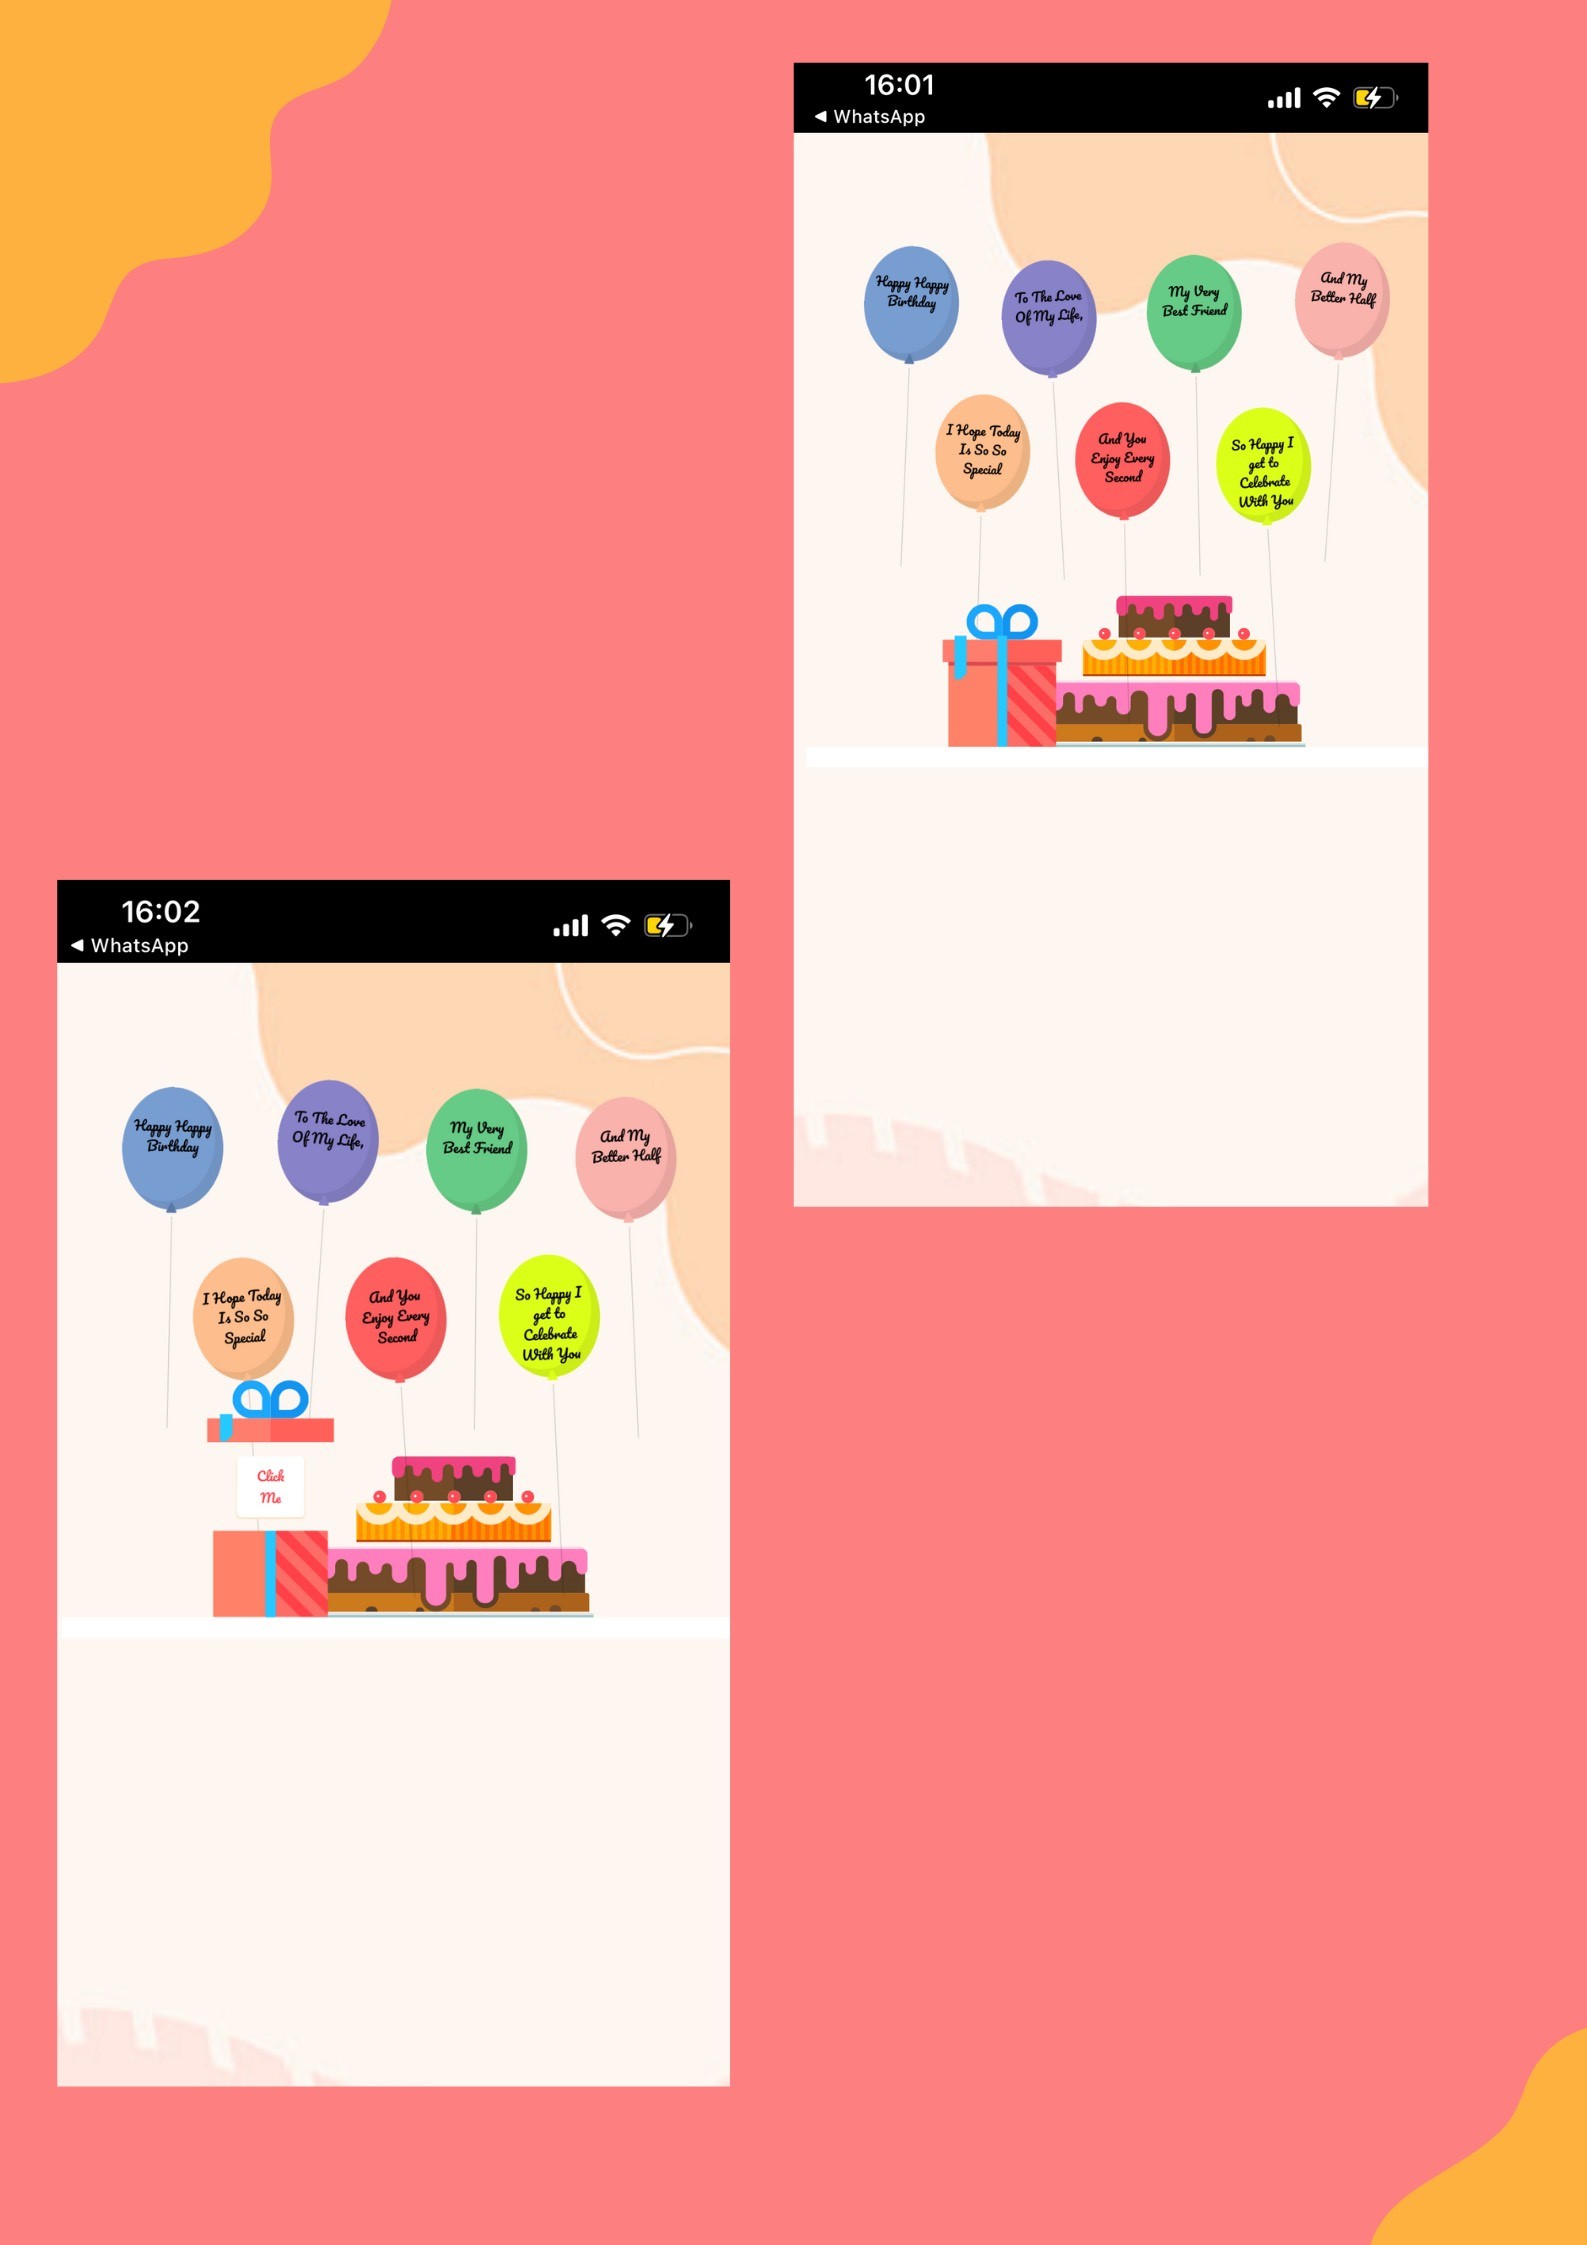 16:01
WhatsApp
Happy Happy
Birthday
To The Love
Of My Life,
My Very
Best Friend
And My
Better Half
I Hope Today
Is So So
Special
And You
Enjoy Every
Second
So Happy I
get to
Celebrate
With You
16:02
WhatsApp
Happy Happy
Birthday
To The Love
Of My Life,
My Very
Best Friend
And My
Better Half
I Hope Today
Is So So
Special
And You
Enjoy Every
Second
So Happy I
get to
Celebrate
With You
Click
Me